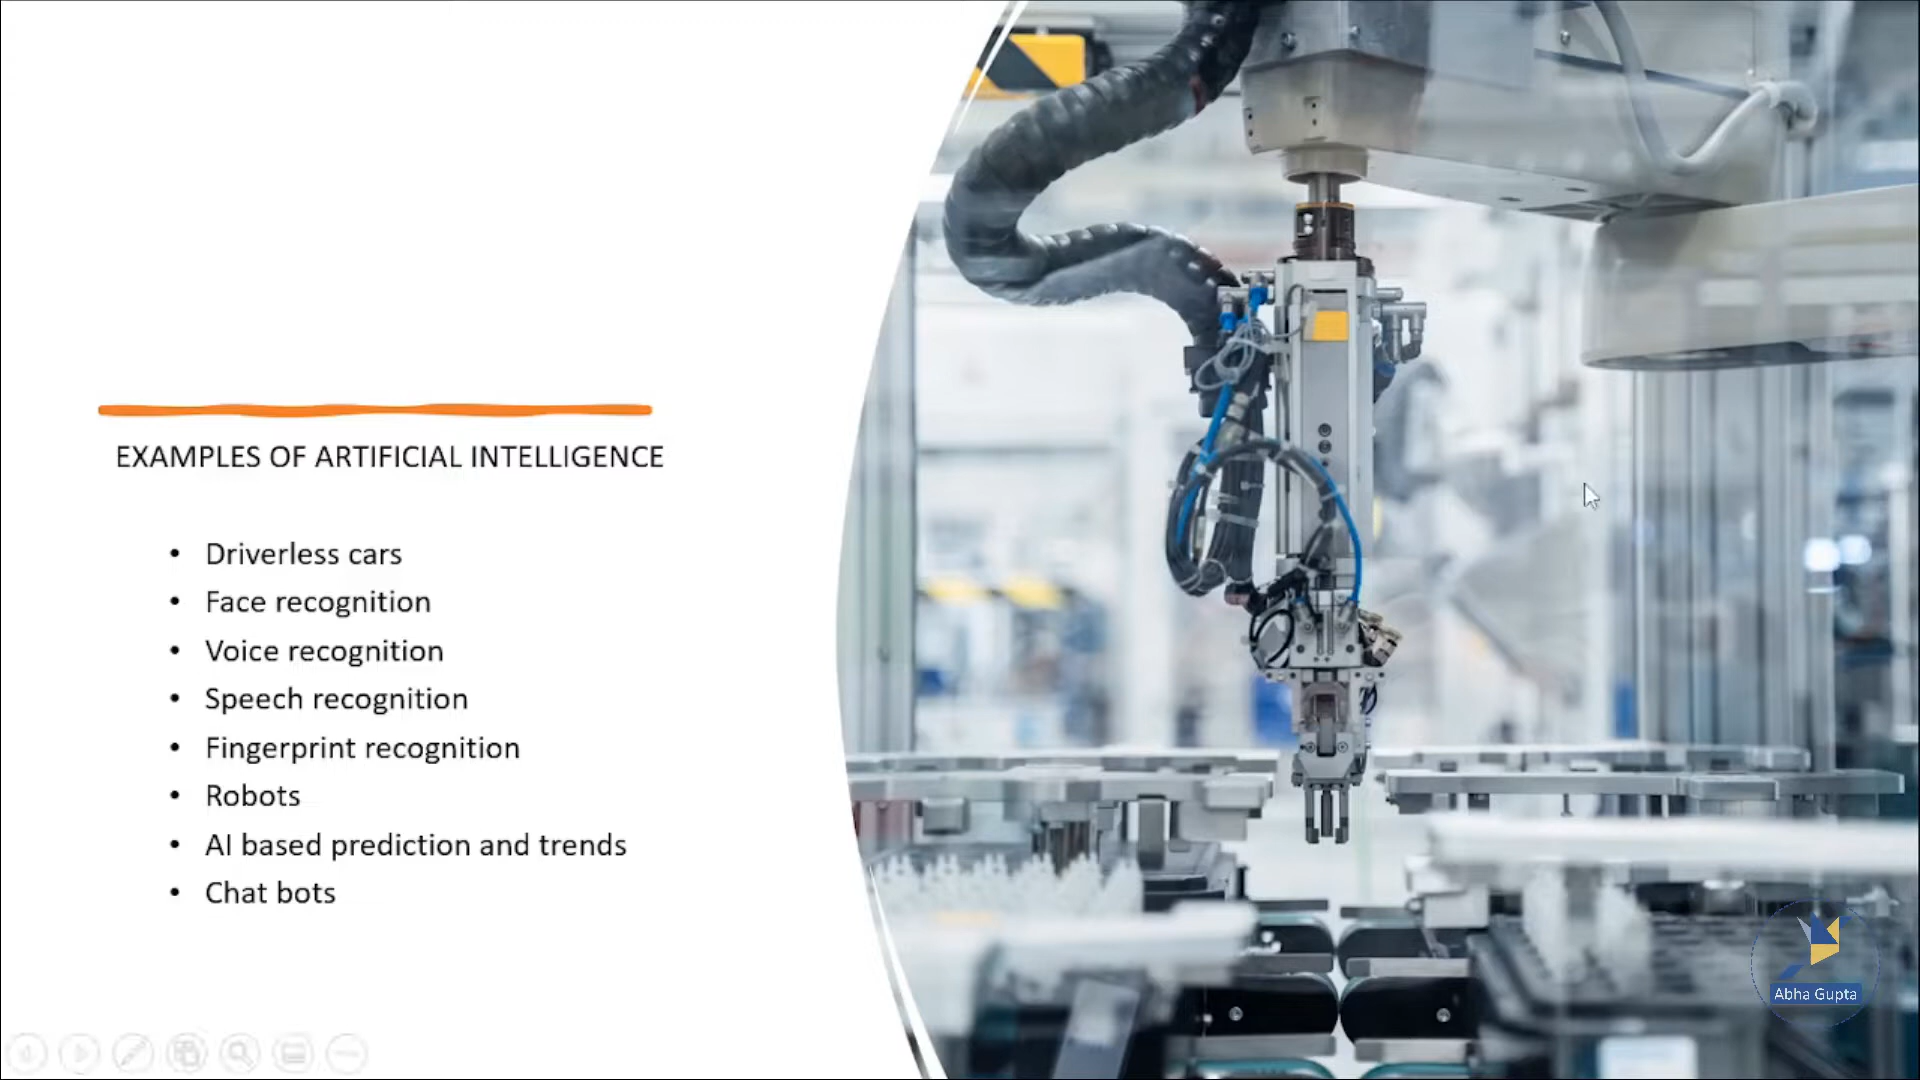 EXAMPLES OF ARTIFICIAL INTELLIGENCE
• Driverless cars
• Face recognition
• Voice recognition
• Speech recognition
• Fingerprint recognition
• Robots
• AI based prediction and trends
• Chat bots
Abha Gupta